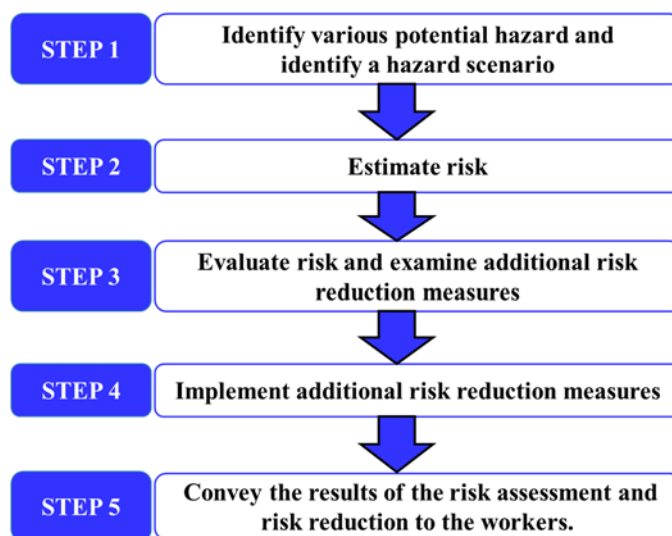 STEP 1
Identify various potential hazard and
identify a hazard scenario
STEP 2
Estimate risk
STEP 3
Evaluate risk and examine additional risk
reduction measures
STEP 4
Implement additional risk reduction measures
STEP 5
Convey the results of the risk assessment and
risk reduction to the workers.